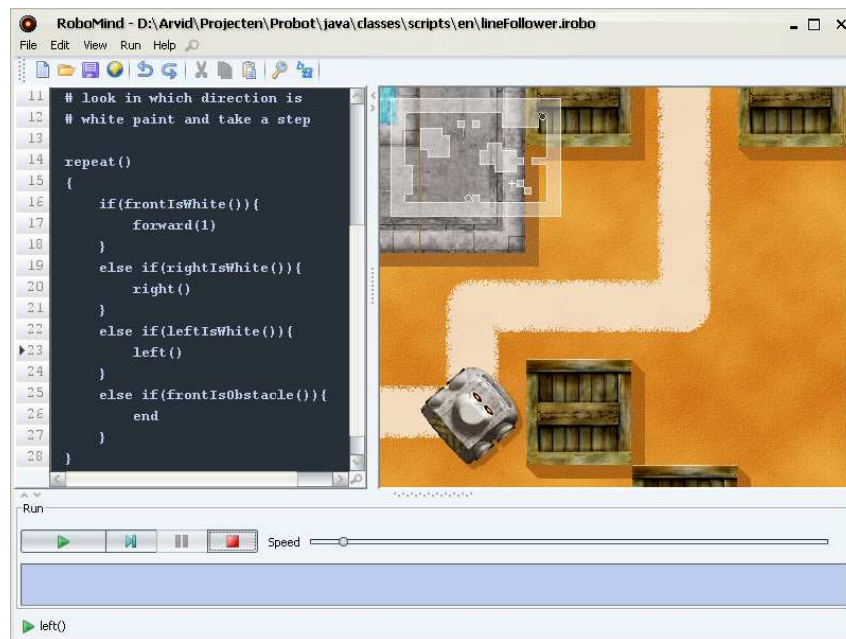 RoboMind - D:\Arvid\Projecten\Probot\java\classes\scripts\en\lineFollower.irobo
File Edit View Run Help
11 # look in which direction is
12 # white paint and take a step
13
14 repeat()
15 {
16 if(frontIsWhite()){
17 forward(1)
18 }
19 else if(rightIsWhite()){
20 right()
21 }
22 else if(leftIsWhite()){
23 left()
24 }
25 else if(frontIsObstacle()){
26 end
27 }
28 }
Run
Speed
left()